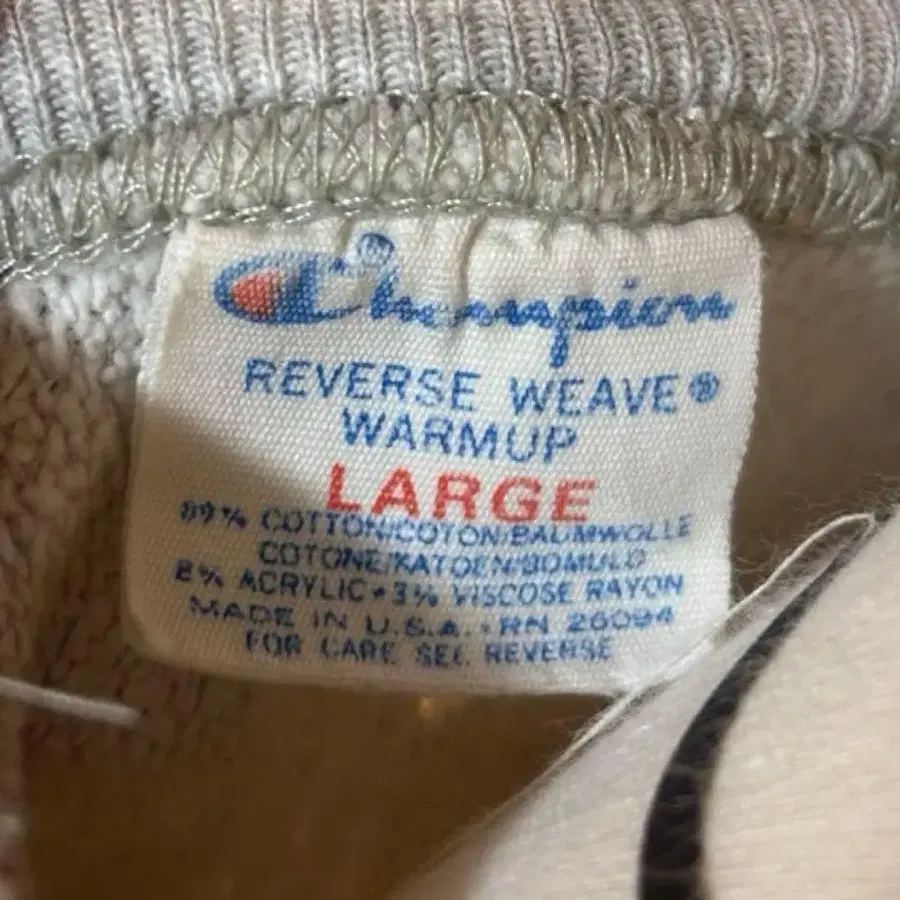 Champion®
REVERSE WEAVE®
WARMUP
LARGE
89% COTTON/COTON/BAUMWOLLE
COTONE/KATOEN/BOMULD
8% ACRYLIC • 3% VISCOSE RAYON
MADE IN U.S.A. • RN 26094
FOR CARE SEE REVERSE